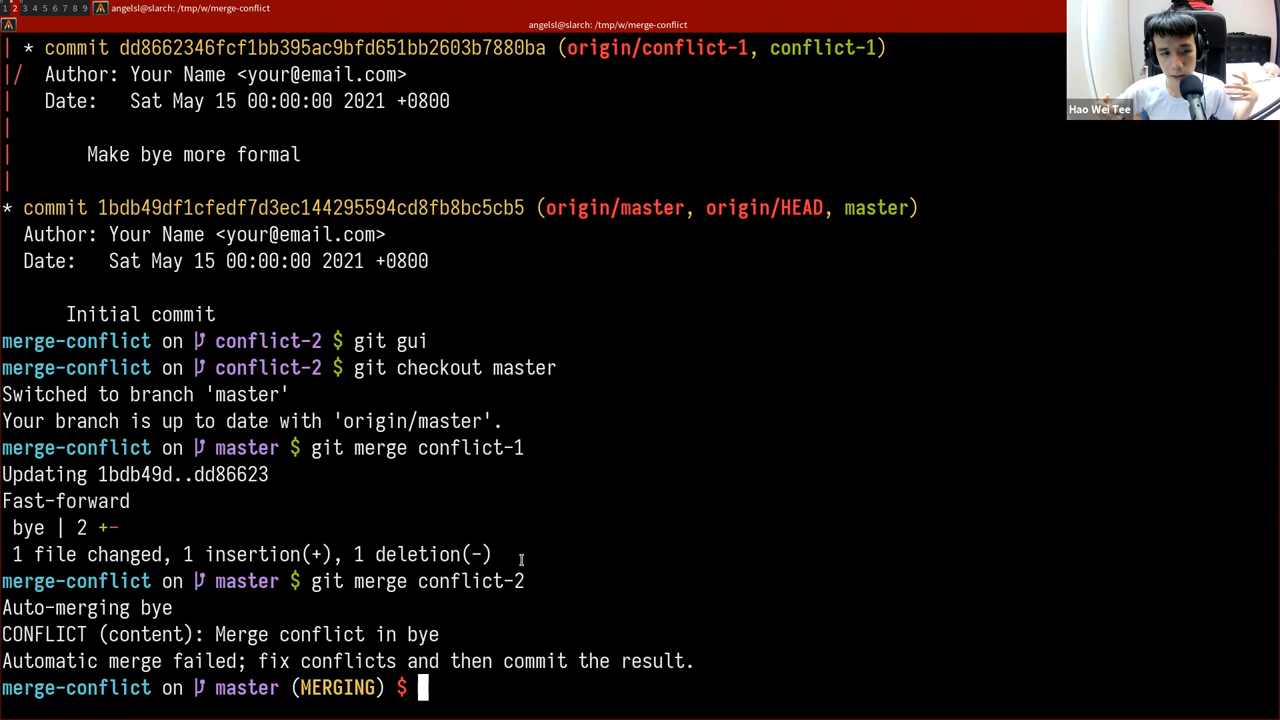 1 2 3 4 5 6 7 8 9 angelsl@slarch: /tmp/w/merge-conflict
angelsl@slarch: /tmp/w/merge-conflict
| * commit dd8662346fcf1bb395ac9bfd651bb2603b7880ba (origin/conflict-1, conflict-1)
|/  Author: Your Name <your@email.com>
|   Date:   Sat May 15 00:00:00 2021 +0800
|
|       Make bye more formal
|
* commit 1bdb49df1cfedf7d3ec144295594cd8fb8bc5cb5 (origin/master, origin/HEAD, master)
  Author: Your Name <your@email.com>
  Date:   Sat May 15 00:00:00 2021 +0800
      Initial commit
merge-conflict on conflict-2 $ git gui
merge-conflict on conflict-2 $ git checkout master
Switched to branch 'master'
Your branch is up to date with 'origin/master'.
merge-conflict on master $ git merge conflict-1
Updating 1bdb49d..dd86623
Fast-forward
 bye | 2 +-
 1 file changed, 1 insertion(+), 1 deletion(-)
merge-conflict on master $ git merge conflict-2
Auto-merging bye
CONFLICT (content): Merge conflict in bye
Automatic merge failed; fix conflicts and then commit the result.
merge-conflict on master (MERGING) $
Hao Wei Tee